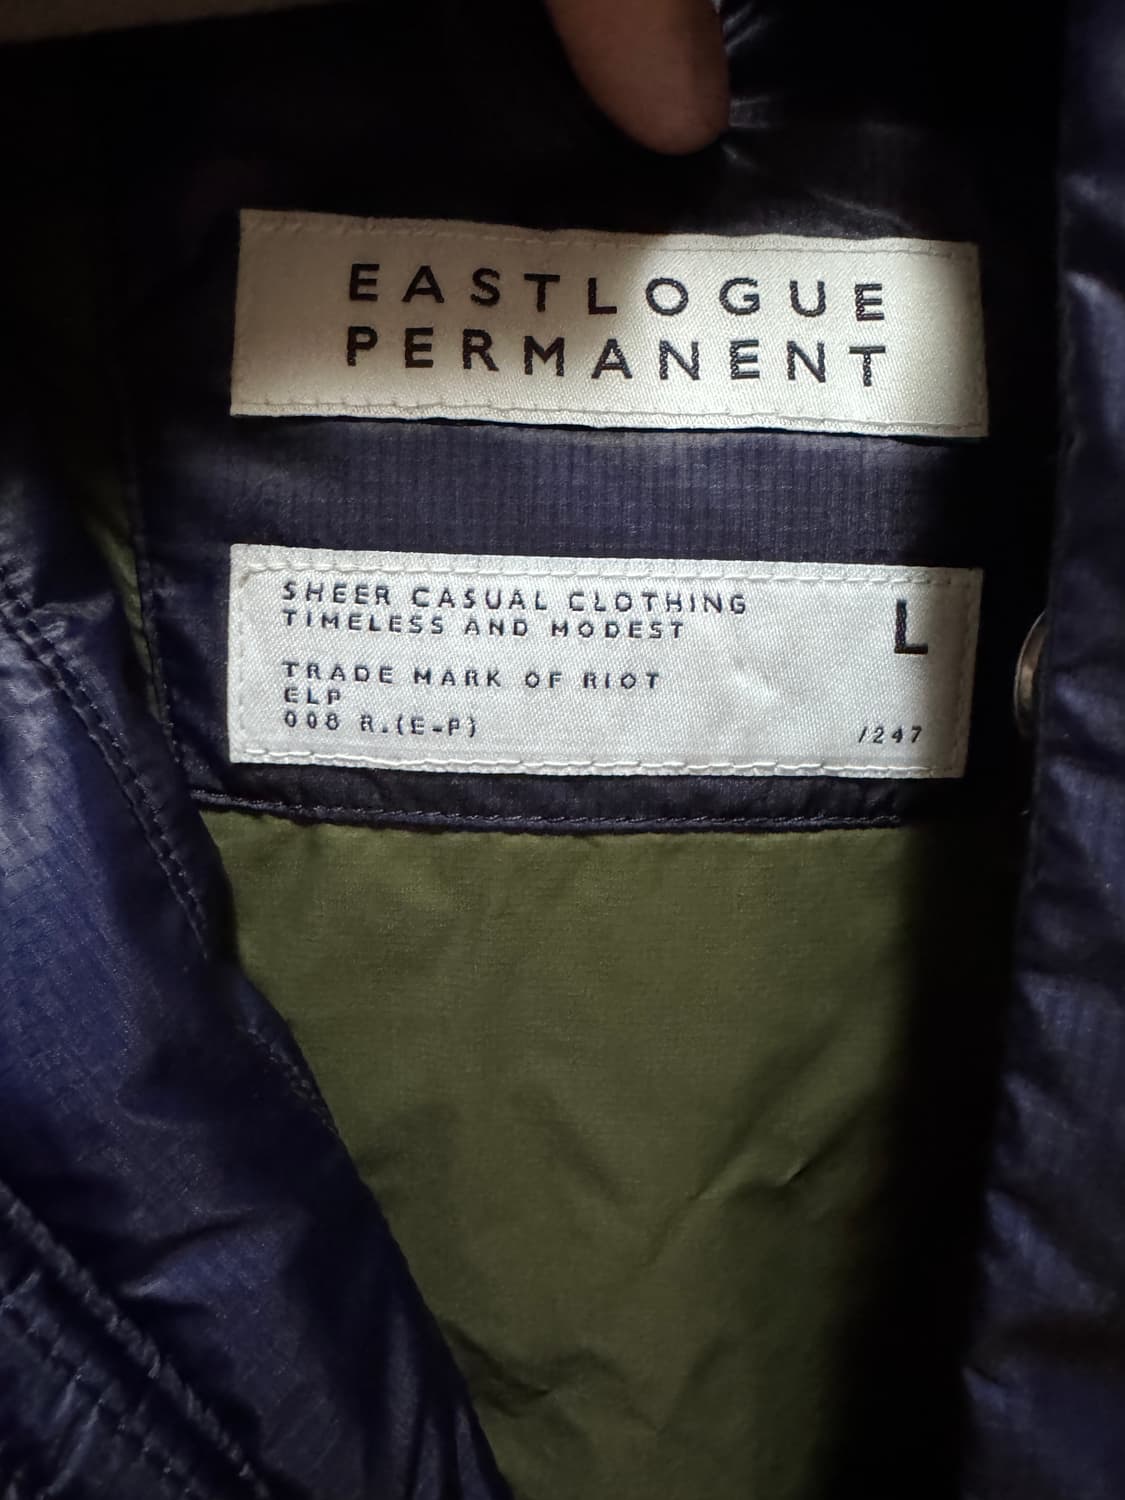 EASTLOGUE
PERMANENT
SHEER CASUAL CLOTHING
TIMELESS AND MODEST
L
TRADE MARK OF RIOT
ELP
008 R.(E-P)
/247